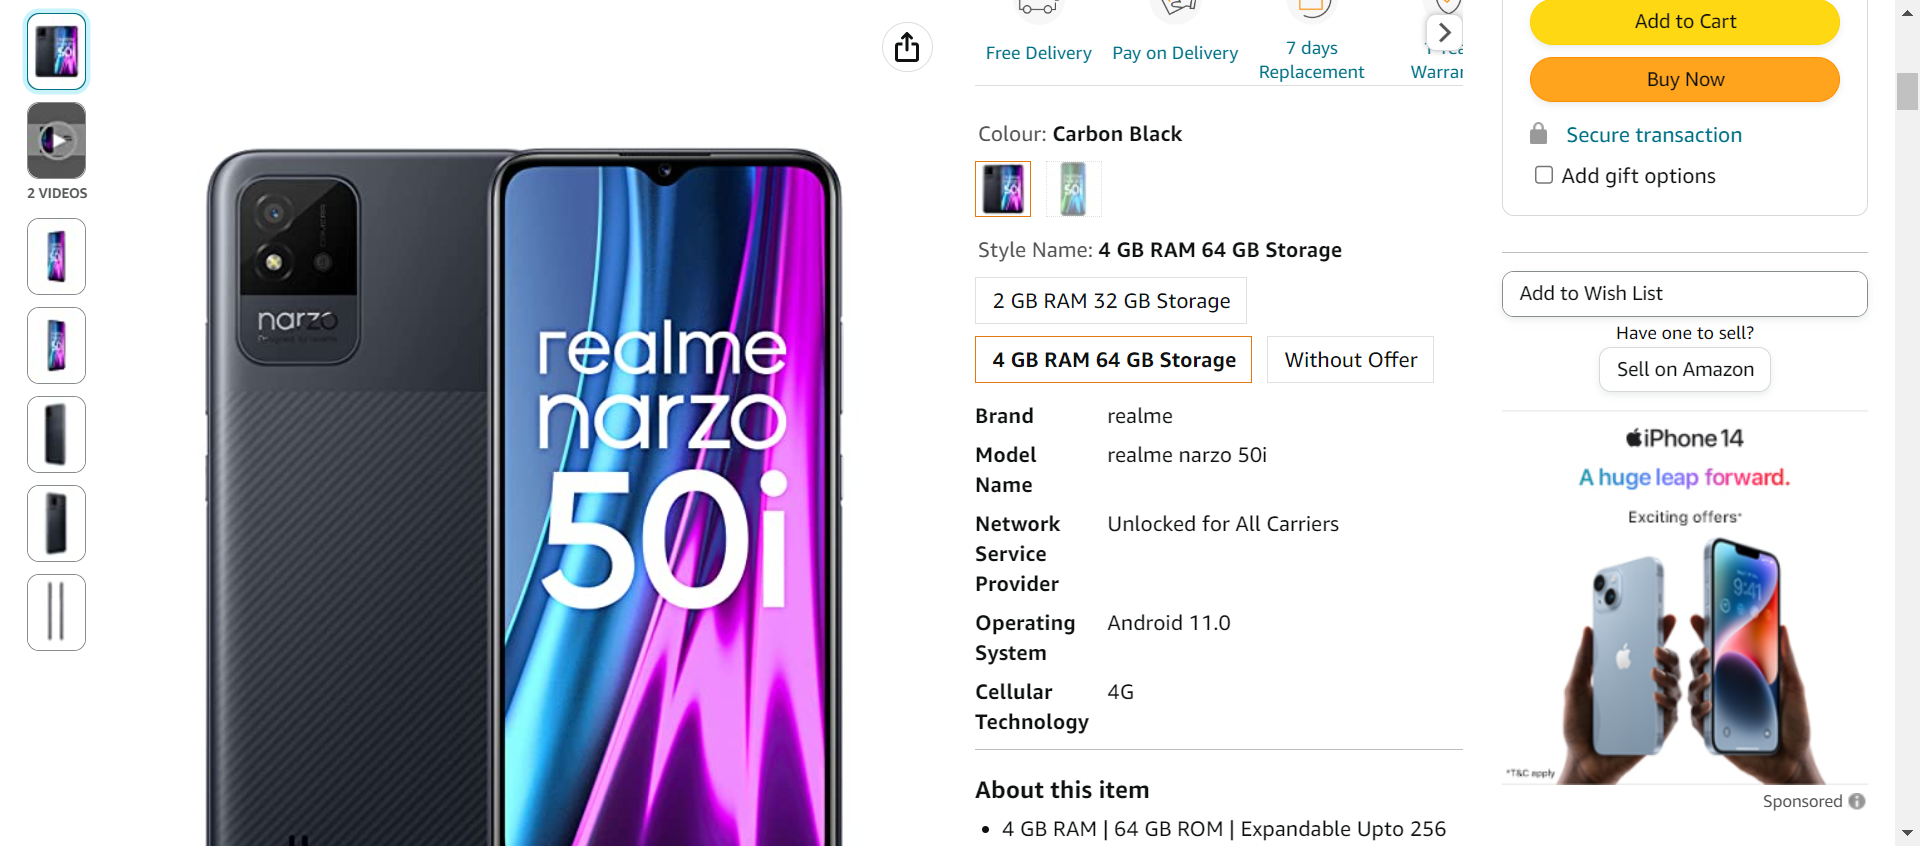 2 VIDEOS
narzo
realme
narzo
50i
Free Delivery
Pay on Delivery
7 days
Replacement
Colour: Carbon Black
Style Name: 4 GB RAM 64 GB Storage
2 GB RAM 32 GB Storage
4 GB RAM 64 GB Storage
Without Offer
Brand realme
Model realme narzo 50i
Name
Network Unlocked for All Carriers
Service
Provider
Operating Android 11.0
System
Cellular 4G
Technology
About this item
• 4 GB RAM | 64 GB ROM | Expandable Upto 256
Add to Cart
Buy Now
Secure transaction
Add gift options
Add to Wish List
Have one to sell?
Sell on Amazon
iPhone 14
A huge leap forward.
Exciting offers*
9:41
*T&C apply
Sponsored